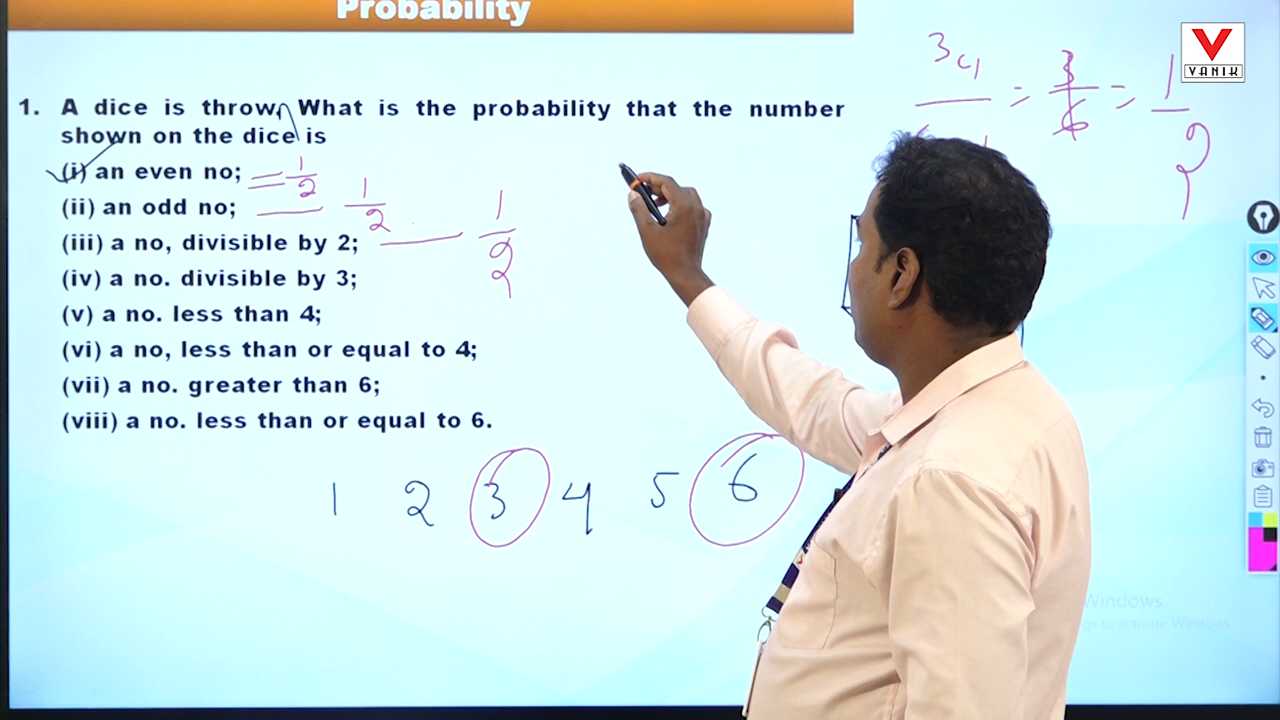 Probability
VANIK
1. A dice is throw, What is the probability that the number
shown on the dice is
(i) an even no; = 1/2
(ii) an odd no; — 1/2
(iii) a no, divisible by 2; — 1/2
(iv) a no. divisible by 3;
(v) a no. less than 4;
(vi) a no, less than or equal to 4;
(vii) a no. greater than 6;
(viii) a no. less than or equal to 6.
= 3/6 = 1/2
1 2 3 4 5 6